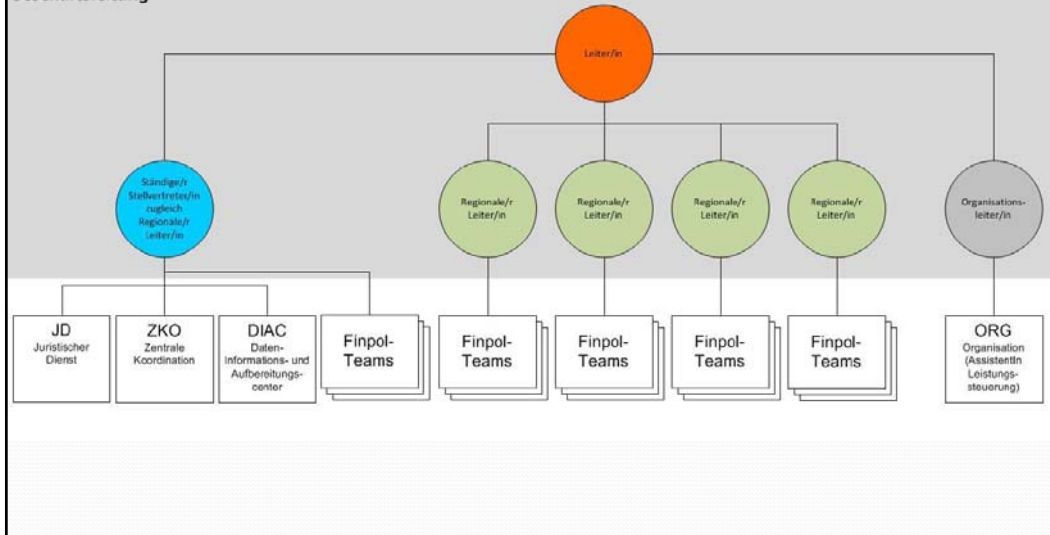 Leiter/in
Ständige/r
Stellvertreter/in
zugleich
Regionale/r
Leiter/in
Regionale/r
Leiter/in
Regionale/r
Leiter/in
Regionale/r
Leiter/in
Regionale/r
Leiter/in
Organisations-
leiter/in
JD
Juristischer
Dienst
ZKO
Zentrale
Koordination
DIAC
Daten-
Informations- und
Aufbereitungs-
center
Finpol-
Teams
Finpol-
Teams
Finpol-
Teams
Finpol-
Teams
Finpol-
Teams
ORG
Organisation
(AssistentIn
Leistungs-
steuerung)